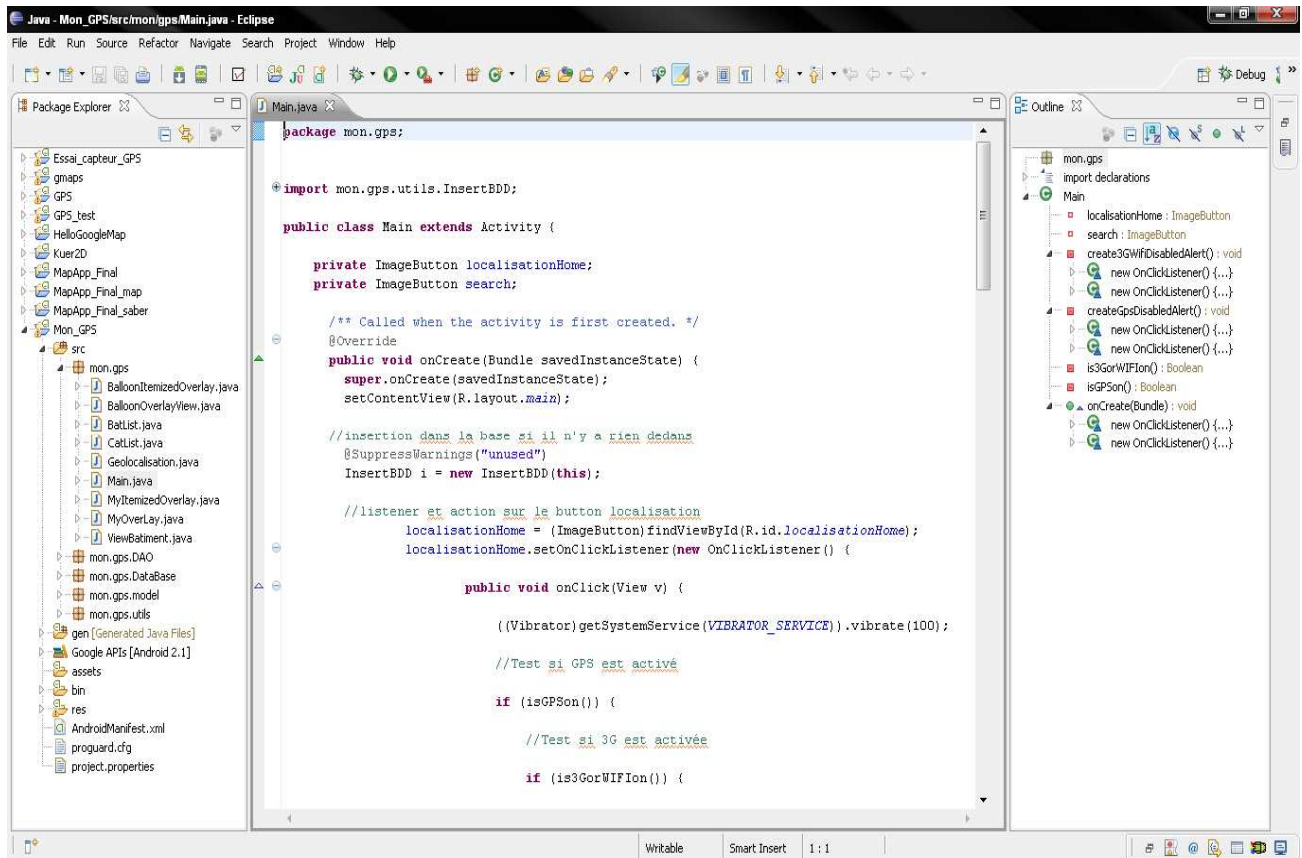 Java - Mon_GPS/src/mon/gps/Main.java - Eclipse
File Edit Run Source Refactor Navigate Search Project Window Help
Debug
Package Explorer
Essai_capteur_GPS
gmaps
GPS
GPS_test
HelloGoogleMap
Kuer2D
MapApp_Final
MapApp_Final_map
MapApp_Final_saber
Mon_GPS
src
mon.gps
BalloonItemizedOverlay.java
BalloonOverlayView.java
BatList.java
CatList.java
Geolocalisation.java
Main.java
MyItemizedOverlay.java
MyOverLay.java
ViewBatiment.java
mon.gps.DAO
mon.gps.DataBase
mon.gps.model
mon.gps.utils
gen [Generated Java Files]
Google APIs [Android 2.1]
assets
bin
res
AndroidManifest.xml
proguard.cfg
project.properties
Main.java
package mon.gps;
import mon.gps.utils.InsertBDD;
public class Main extends Activity {
private ImageButton localisationHome;
private ImageButton search;
/** Called when the activity is first created. */
@Override
public void onCreate(Bundle savedInstanceState) {
super.onCreate(savedInstanceState);
setContentView(R.layout.main);
//insertion dans la base si il n'y a rien dedans
@SuppressWarnings("unused")
InsertBDD i = new InsertBDD(this);
//listener et action sur le button localisation
localisationHome = (ImageButton)findViewById(R.id.localisationHome);
localisationHome.setOnClickListener(new OnClickListener() {
public void onClick(View v) {
((Vibrator)getSystemService(VIBRATOR_SERVICE)).vibrate(100);
//Test si GPS est activé
if (isGPSon()) {
//Test si 3G est activée
if (is3GorWIFIon()) {
Outline
mon.gps
import declarations
Main
localisationHome : ImageButton
search : ImageButton
create3GWifiDisabledAlert() : void
new OnClickListener() {...}
new OnClickListener() {...}
createGpsDisabledAlert() : void
new OnClickListener() {...}
new OnClickListener() {...}
is3GorWIFIon() : Boolean
isGPSon() : Boolean
onCreate(Bundle) : void
new OnClickListener() {...}
new OnClickListener() {...}
Writable Smart Insert 1 : 1